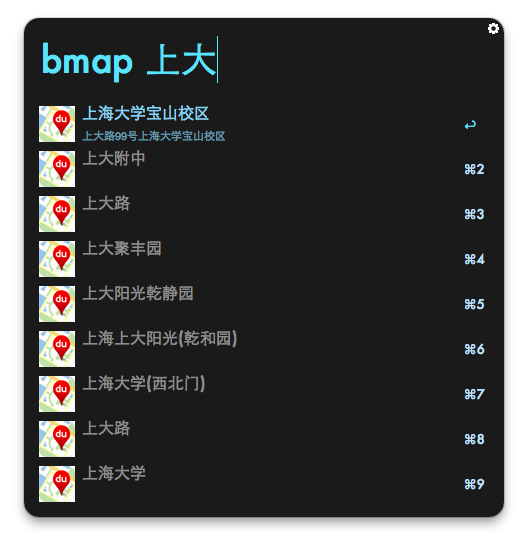 bmap 上大
上海大学宝山校区
上大路99号上海大学宝山校区
↩
上大附中
⌘2
上大路
⌘3
上大聚丰园
⌘4
上大阳光乾静园
⌘5
上海上大阳光(乾和园)
⌘6
上海大学(西北门)
⌘7
上大路
⌘8
上海大学
⌘9
du
du
du
du
du
du
du
du
du